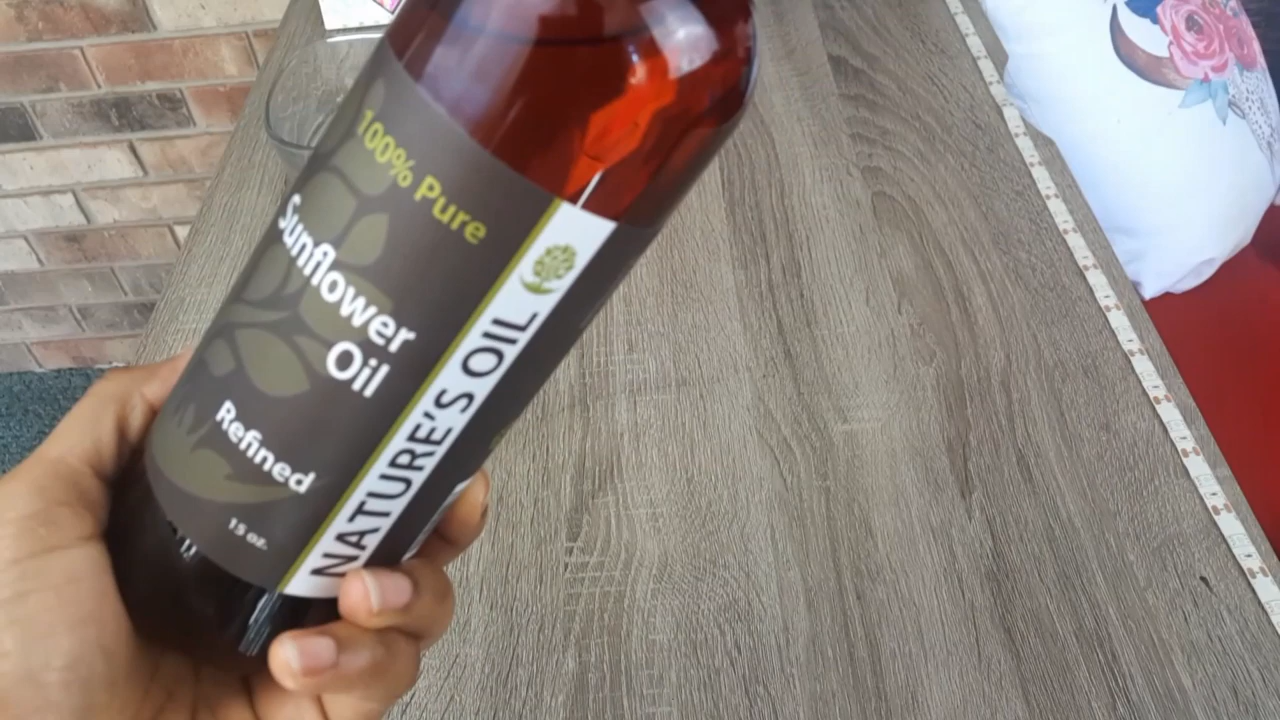 100% Pure
Sunflower
Oil
Refined
15 oz.
NATURE'S OIL